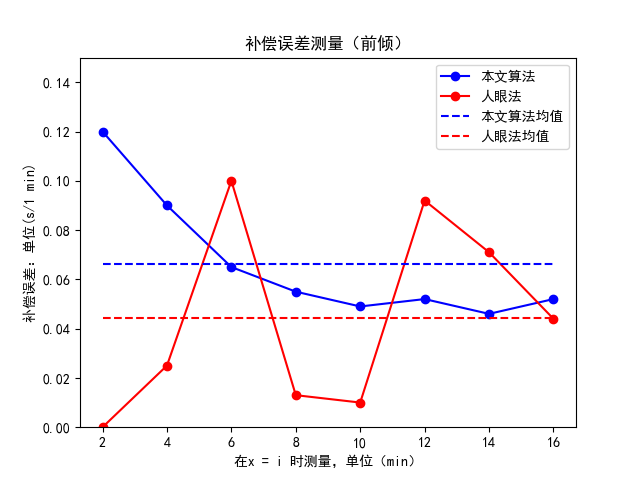 补偿误差测量（前倾）
本文算法
人眼法
本文算法均值
人眼法均值
补偿误差: 单位(s/1 min)
0.14
0.12
0.10
0.08
0.06
0.04
0.02
0.00
2 4 6 8 10 12 14 16
在x = i 时测量, 单位（min）